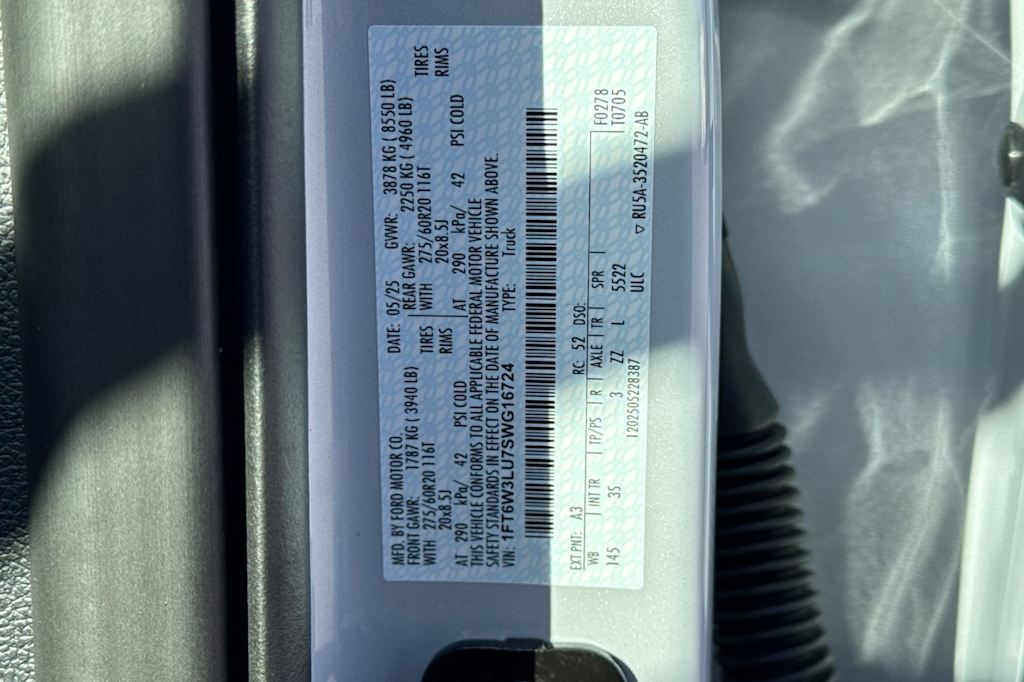 MFD. BY FORD MOTOR CO. DATE: 05/25 GVWR: 3878 KG ( 8550 LB)
FRONT GAWR: 1787 KG ( 3940 LB) REAR GAWR: 2250 KG ( 4960 LB)
WITH 275/60R20 116T TIRES WITH 275/60R20 116T TIRES
20x8.5J RIMS 20x8.5J RIMS
AT 290 kPa/ 42 PSI COLD AT 290 kPa/ 42 PSI COLD
THIS VEHICLE CONFORMS TO ALL APPLICABLE FEDERAL MOTOR VEHICLE
SAFETY STANDARDS IN EFFECT ON THE DATE OF MANUFACTURE SHOWN ABOVE.
VIN: 1FT6W3LU7SWG16724 TYPE: Truck
EXT PNT: A3 RC: 52 DSO: F0278
WB INT TR TP/PS R AXLE TR SPR T0705
145 3S 3 ZZ L 5522
ULC
1202505228387 ▽ RU5A-3520472-AB